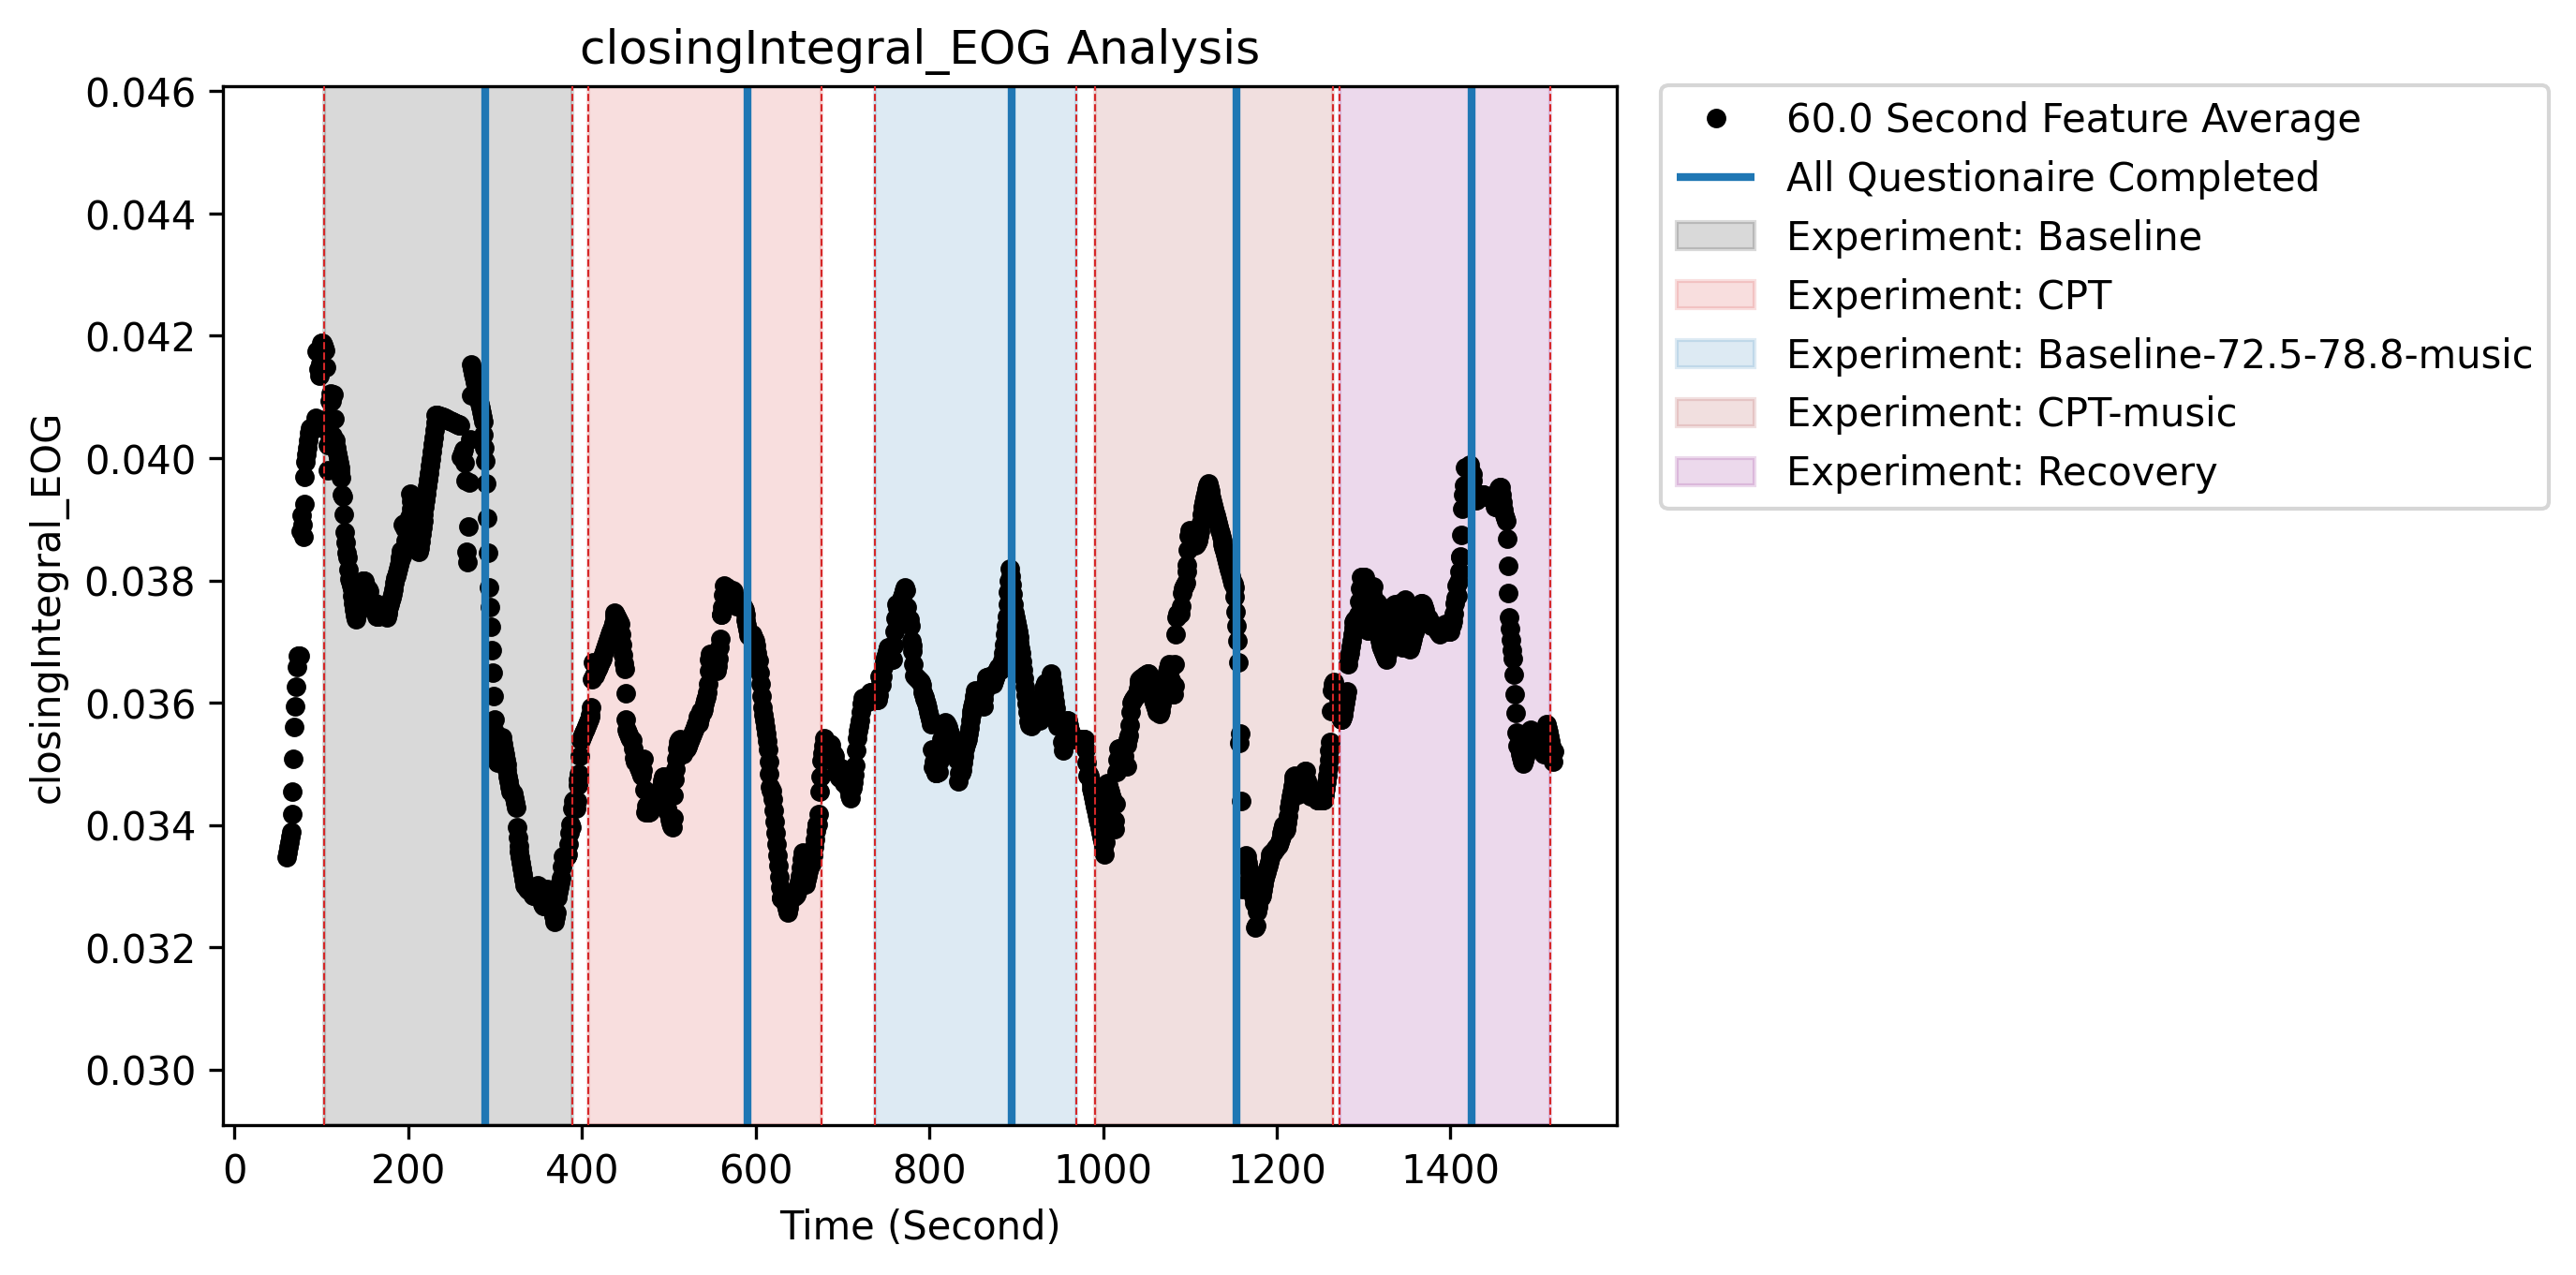 closingIntegral_EOG Analysis
0.046
0.044
0.042
0.040
0.038
0.036
0.034
0.032
0.030
closingIntegral_EOG
0 200 400 600 800 1000 1200 1400
Time (Second)
60.0 Second Feature Average
All Questionaire Completed
Experiment: Baseline
Experiment: CPT
Experiment: Baseline-72.5-78.8-music
Experiment: CPT-music
Experiment: Recovery